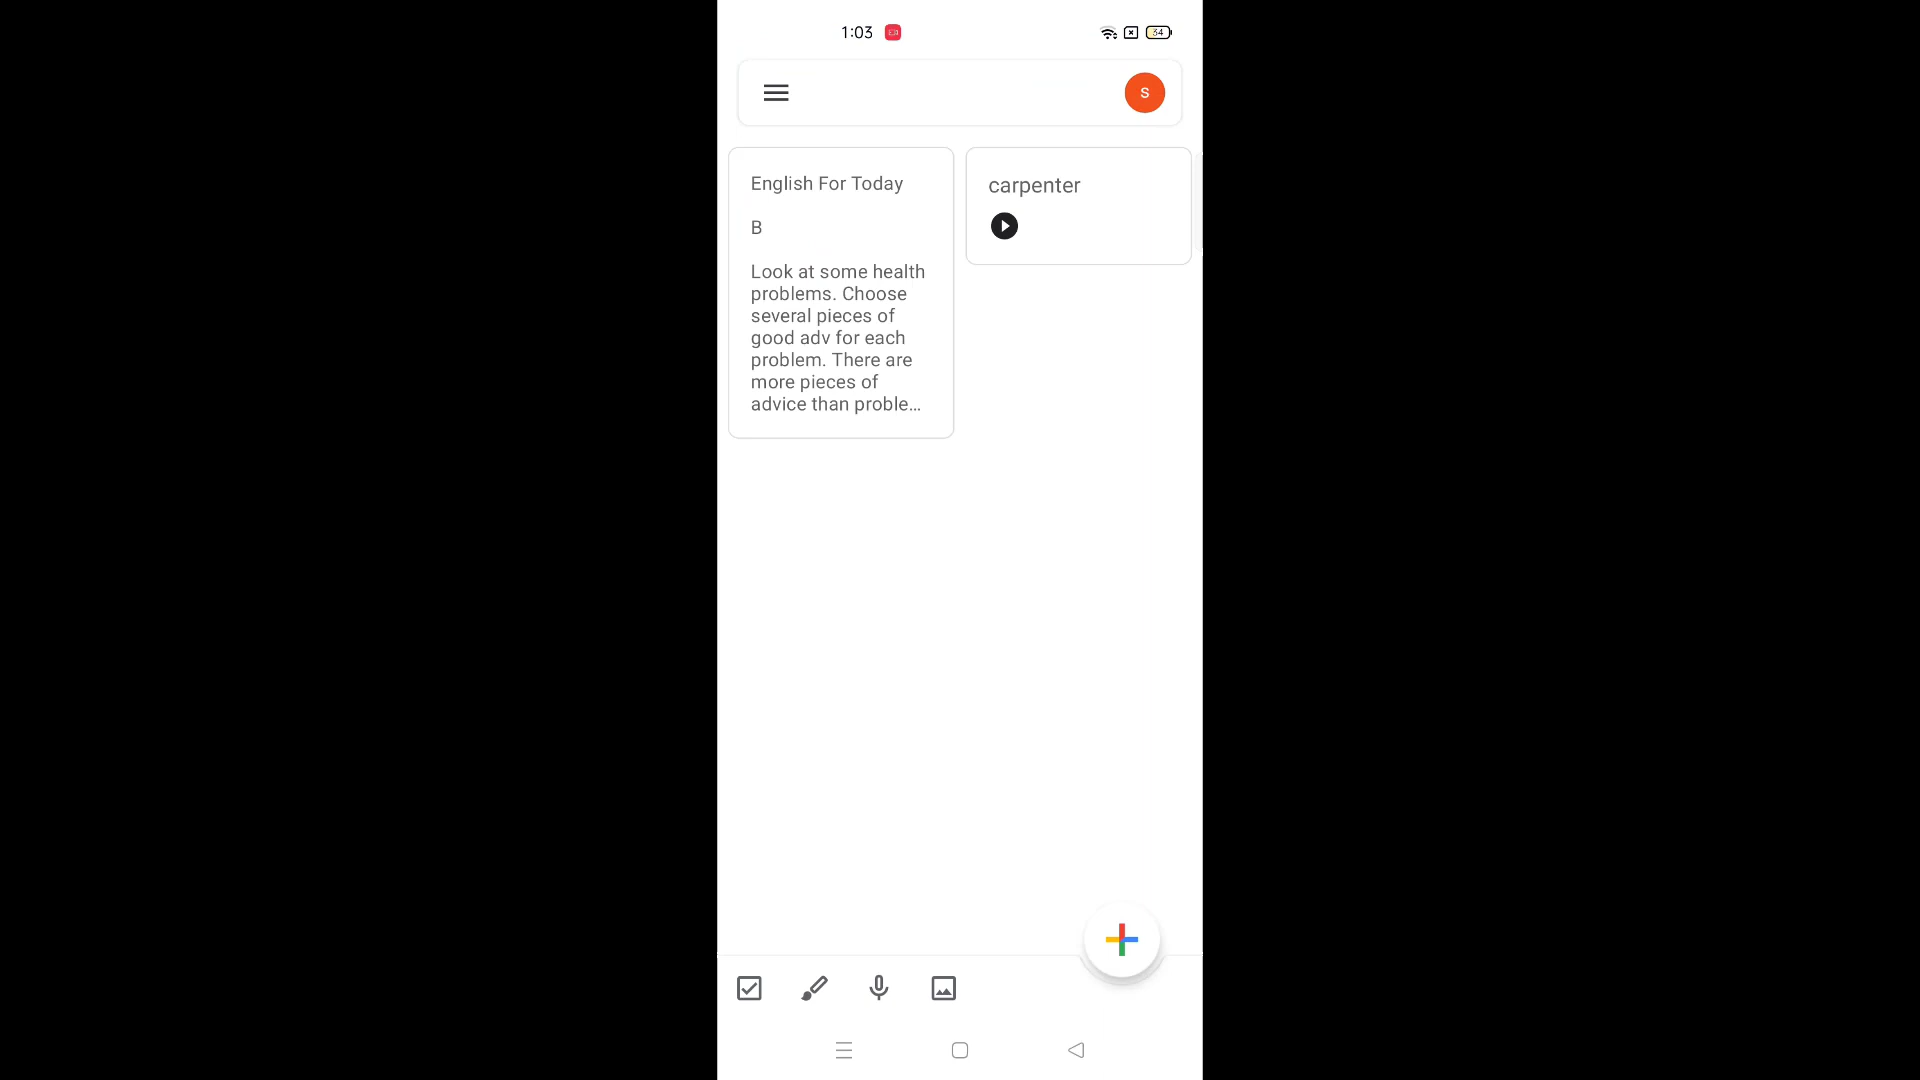 1:03
34
S
English For Today
B
Look at some health
problems. Choose
several pieces of
good adv for each
problem. There are
more pieces of
advice than proble...
carpenter